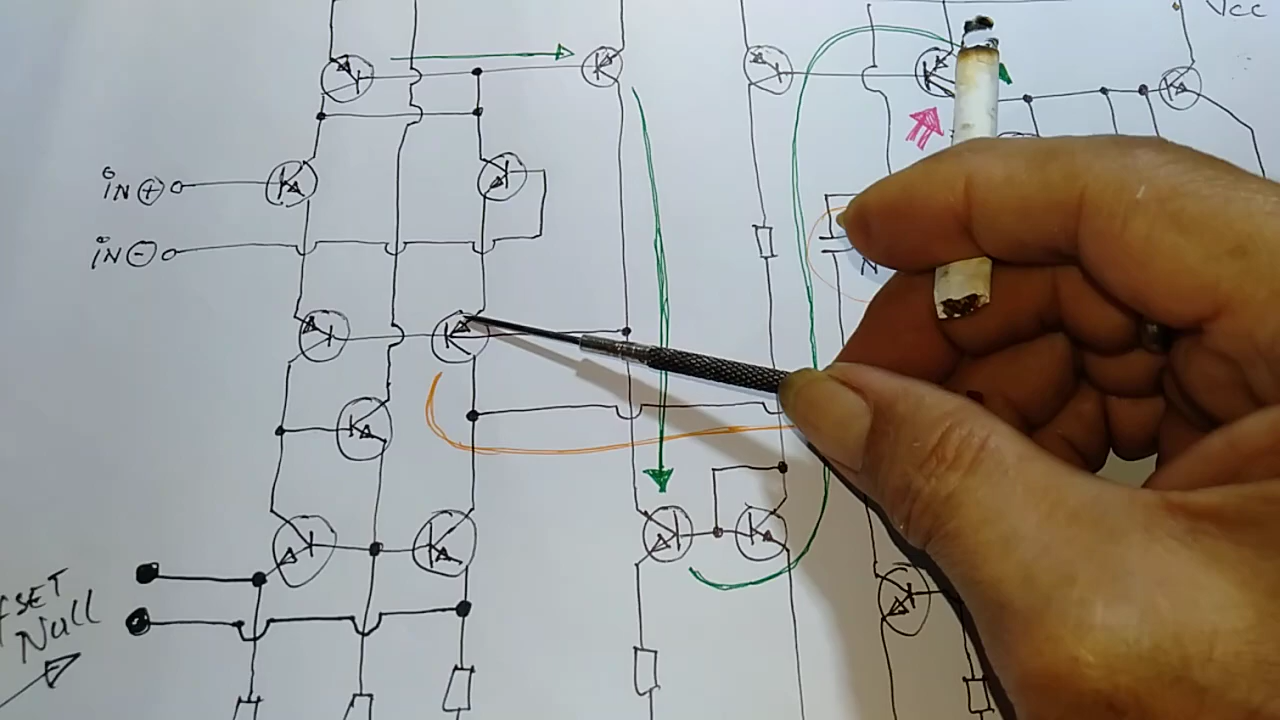 Vcc
iN +
iN -
N
Null